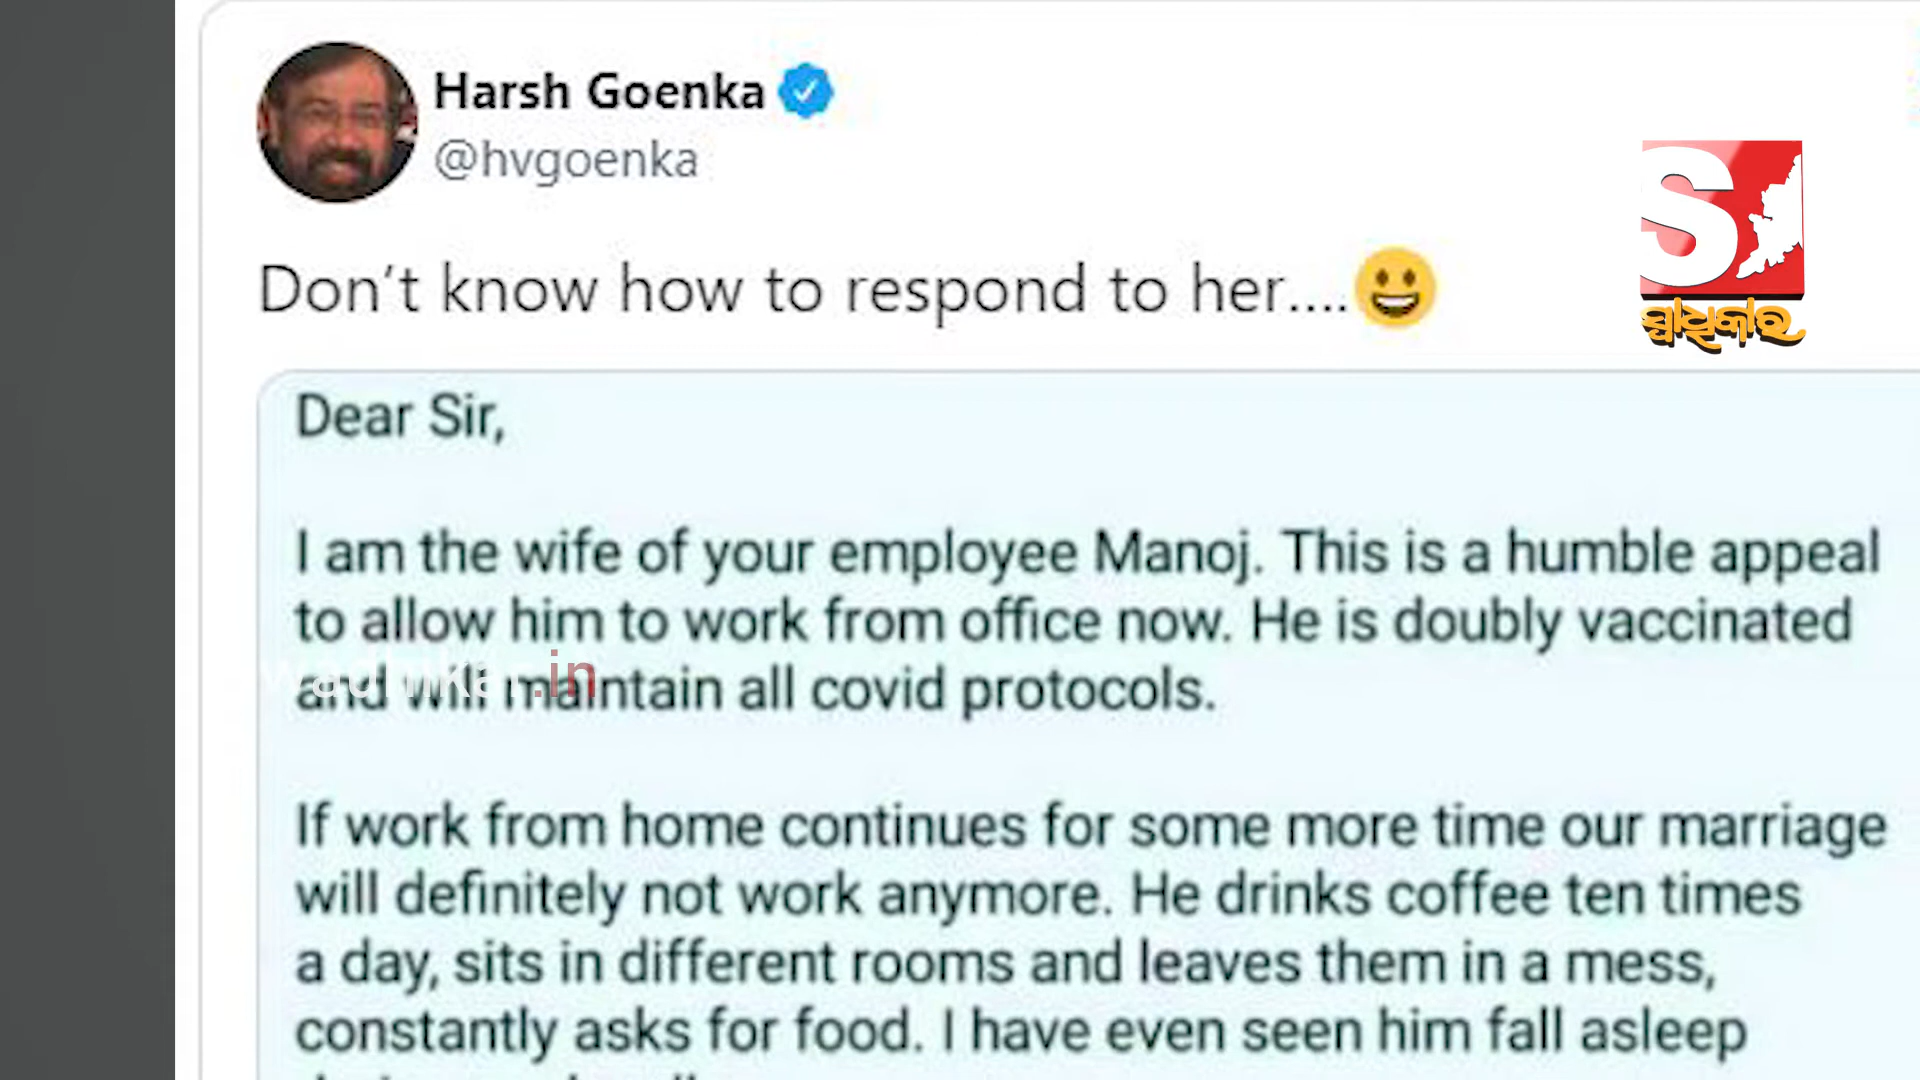 Harsh Goenka
@hvgoenka
Don’t know how to respond to her....😀
S
ସ୍ୱାଧିକାର
Dear Sir,
I am the wife of your employee Manoj. This is a humble appeal
to allow him to work from office now. He is doubly vaccinated
and will maintain all covid protocols.
wadhikar.in
If work from home continues for some more time our marriage
will definitely not work anymore. He drinks coffee ten times
a day, sits in different rooms and leaves them in a mess,
constantly asks for food. I have even seen him fall asleep